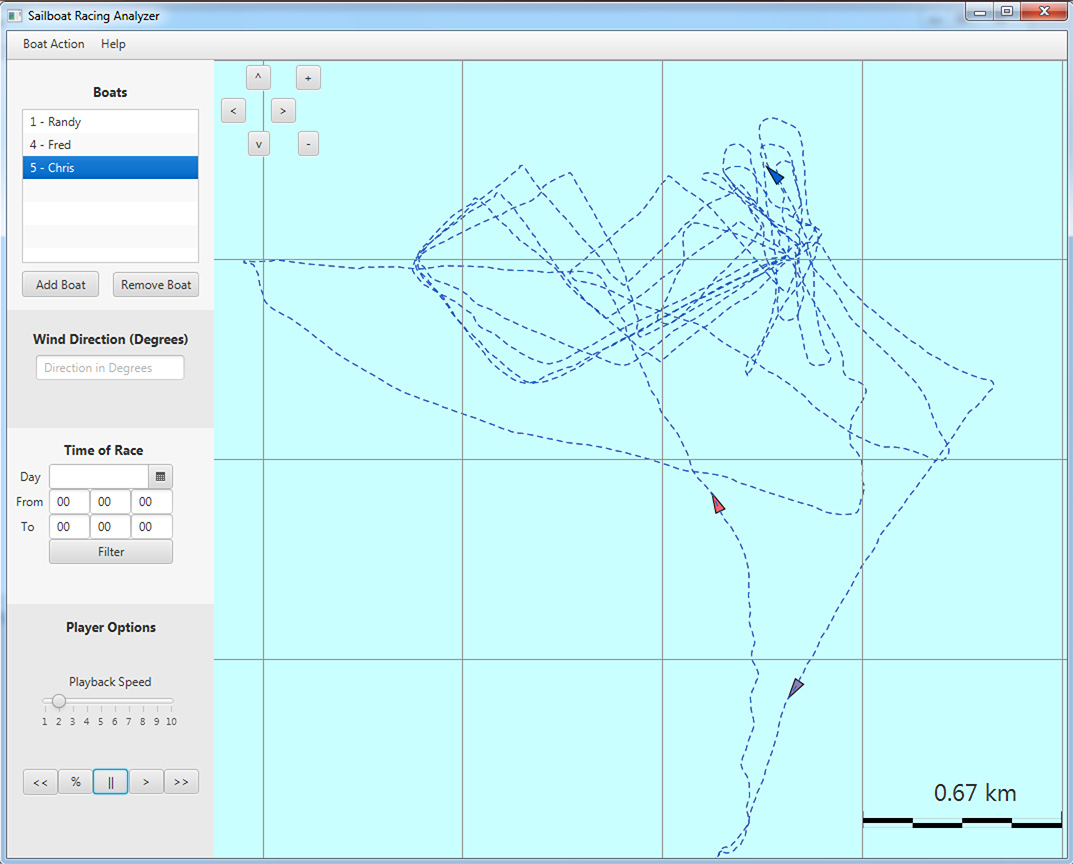 Sailboat Racing Analyzer
Boat Action Help
Boats
1 - Randy
4 - Fred
5 - Chris
Add Boat Remove Boat
Wind Direction (Degrees)
Direction in Degrees
Time of Race
Day
From 00 00 00
To 00 00 00
Filter
Player Options
Playback Speed
1 2 3 4 5 6 7 8 9 10
<< % || > >>
^ +
< >
v -
0.67 km